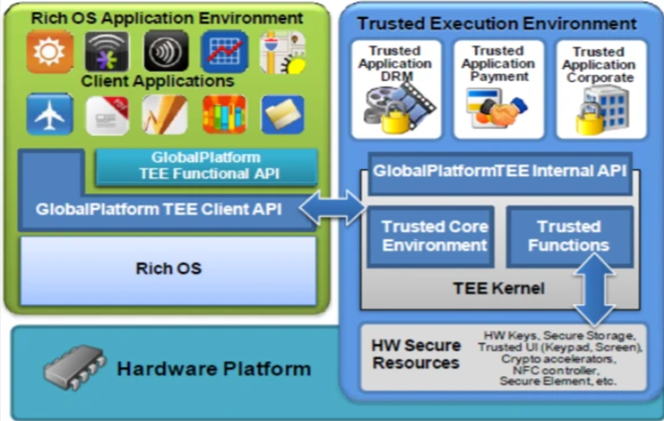 Rich OS Application Environment
Client Applications
PDF
GlobalPlatform
TEE Functional API
GlobalPlatform TEE Client API
Rich OS
Trusted Execution Environment
Trusted
Application
DRM
Trusted
Application
Payment
Trusted
Application
Corporate
GlobalPlatformTEE Internal API
Trusted Core
Environment
Trusted
Functions
TEE Kernel
HW Secure
Resources
HW Keys, Secure Storage,
Trusted UI (Keypad, Screen),
Crypto accelerators,
NFC controller,
Secure Element, etc.
Hardware Platform